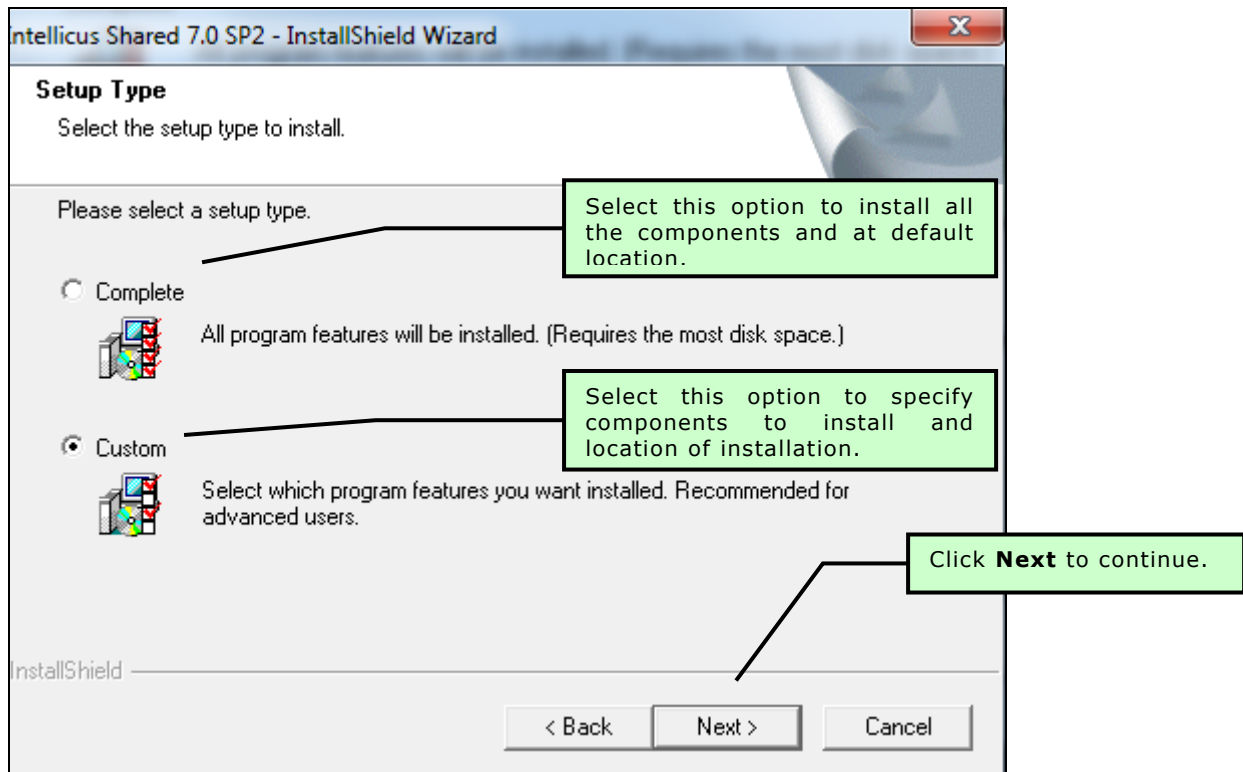 ntellicus Shared 7.0 SP2 - InstallShield Wizard
Setup Type
Select the setup type to install.
Please select a setup type.
Select this option to install all
the components and at default
location.
Complete
All program features will be installed. (Requires the most disk space.)
Select this option to specify
components to install and
location of installation.
Custom
Select which program features you want installed. Recommended for
advanced users.
Click Next to continue.
InstallShield
< Back
Next >
Cancel